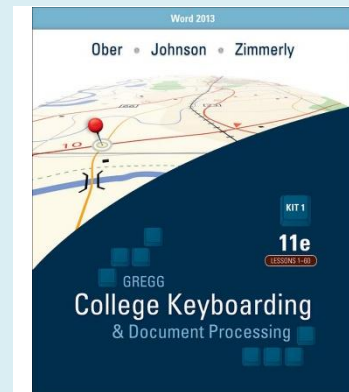 Word 2013
Ober • Johnson • Zimmerly
10
KIT 1
11e
LESSONS 1-60
GREGG
College Keyboarding
& Document Processing